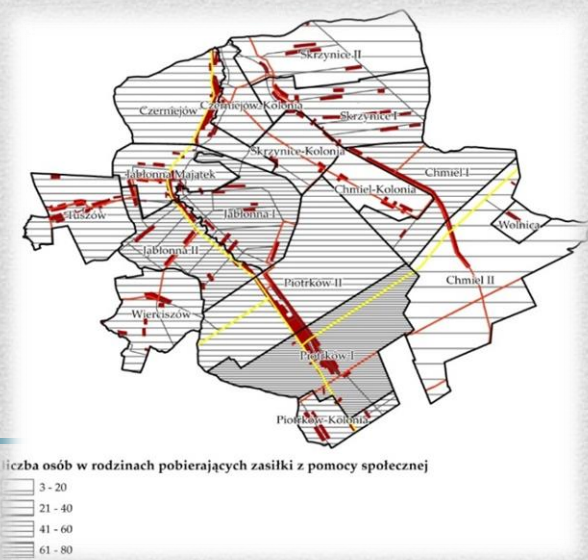 Skrzynice II
Czerniejów
Czerniejów-Kolonia
Skrzynice I
Skrzynice-Kolonia
Jabłonna Majątek
Chmiel I
Chmiel-Kolonia
Tuszów
Jabłonna I
Wolnica
Jabłonna II
Piotrków II
Chmiel II
Wierciszów
Piotrków I
Piotrków-Kolonia
liczba osób w rodzinach pobierających zasiłki z pomocy społecznej
3 - 20
21 - 40
41 - 60
61 - 80